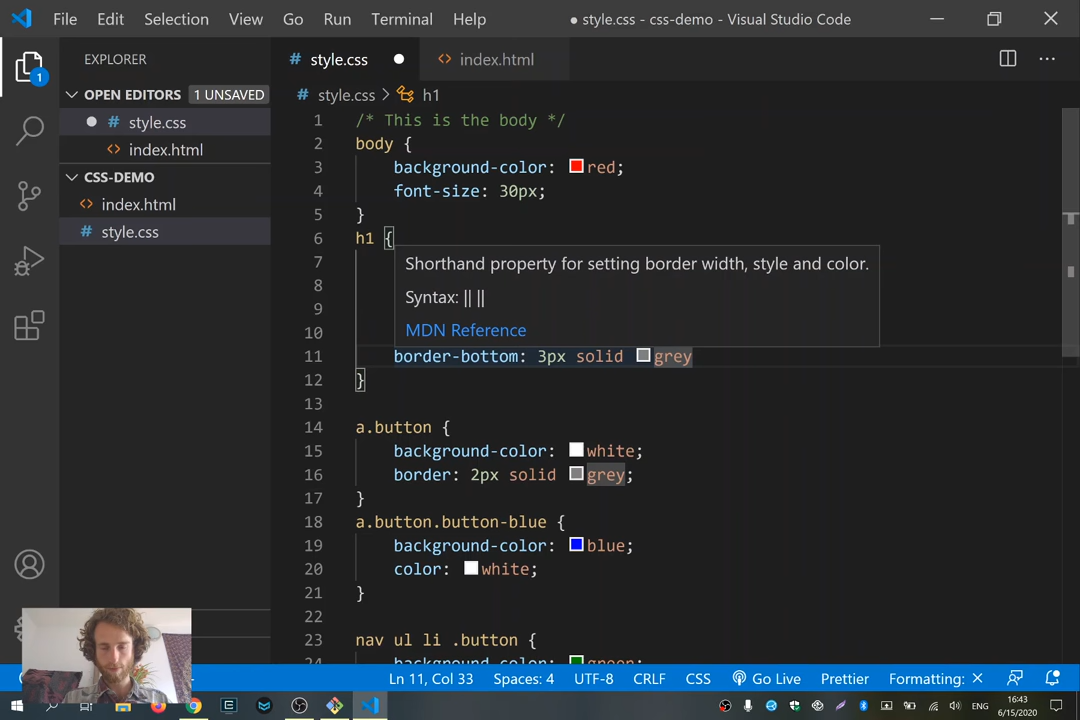 File Edit Selection View Go Run Terminal Help ● style.css - css-demo - Visual Studio Code
EXPLORER
# style.css ● <> index.html
1
OPEN EDITORS 1 UNSAVED
# style.css > h1
● # style.css
<> index.html
CSS-DEMO
<> index.html
# style.css
1 /* This is the body */
2 body {
3 background-color: red;
4 font-size: 30px;
5 }
6 h1 {
7
8
9
10
Shorthand property for setting border width, style and color.
Syntax: || ||
MDN Reference
11 border-bottom: 3px solid grey
12 }
13
14 a.button {
15 background-color: white;
16 border: 2px solid grey;
17 }
18 a.button.button-blue {
19 background-color: blue;
20 color: white;
21 }
22
23 nav ul li .button {
24 background-color: green;
Ln 11, Col 33 Spaces: 4 UTF-8 CRLF CSS Go Live Prettier Formatting: ×
ENG 16:43
6/15/2020